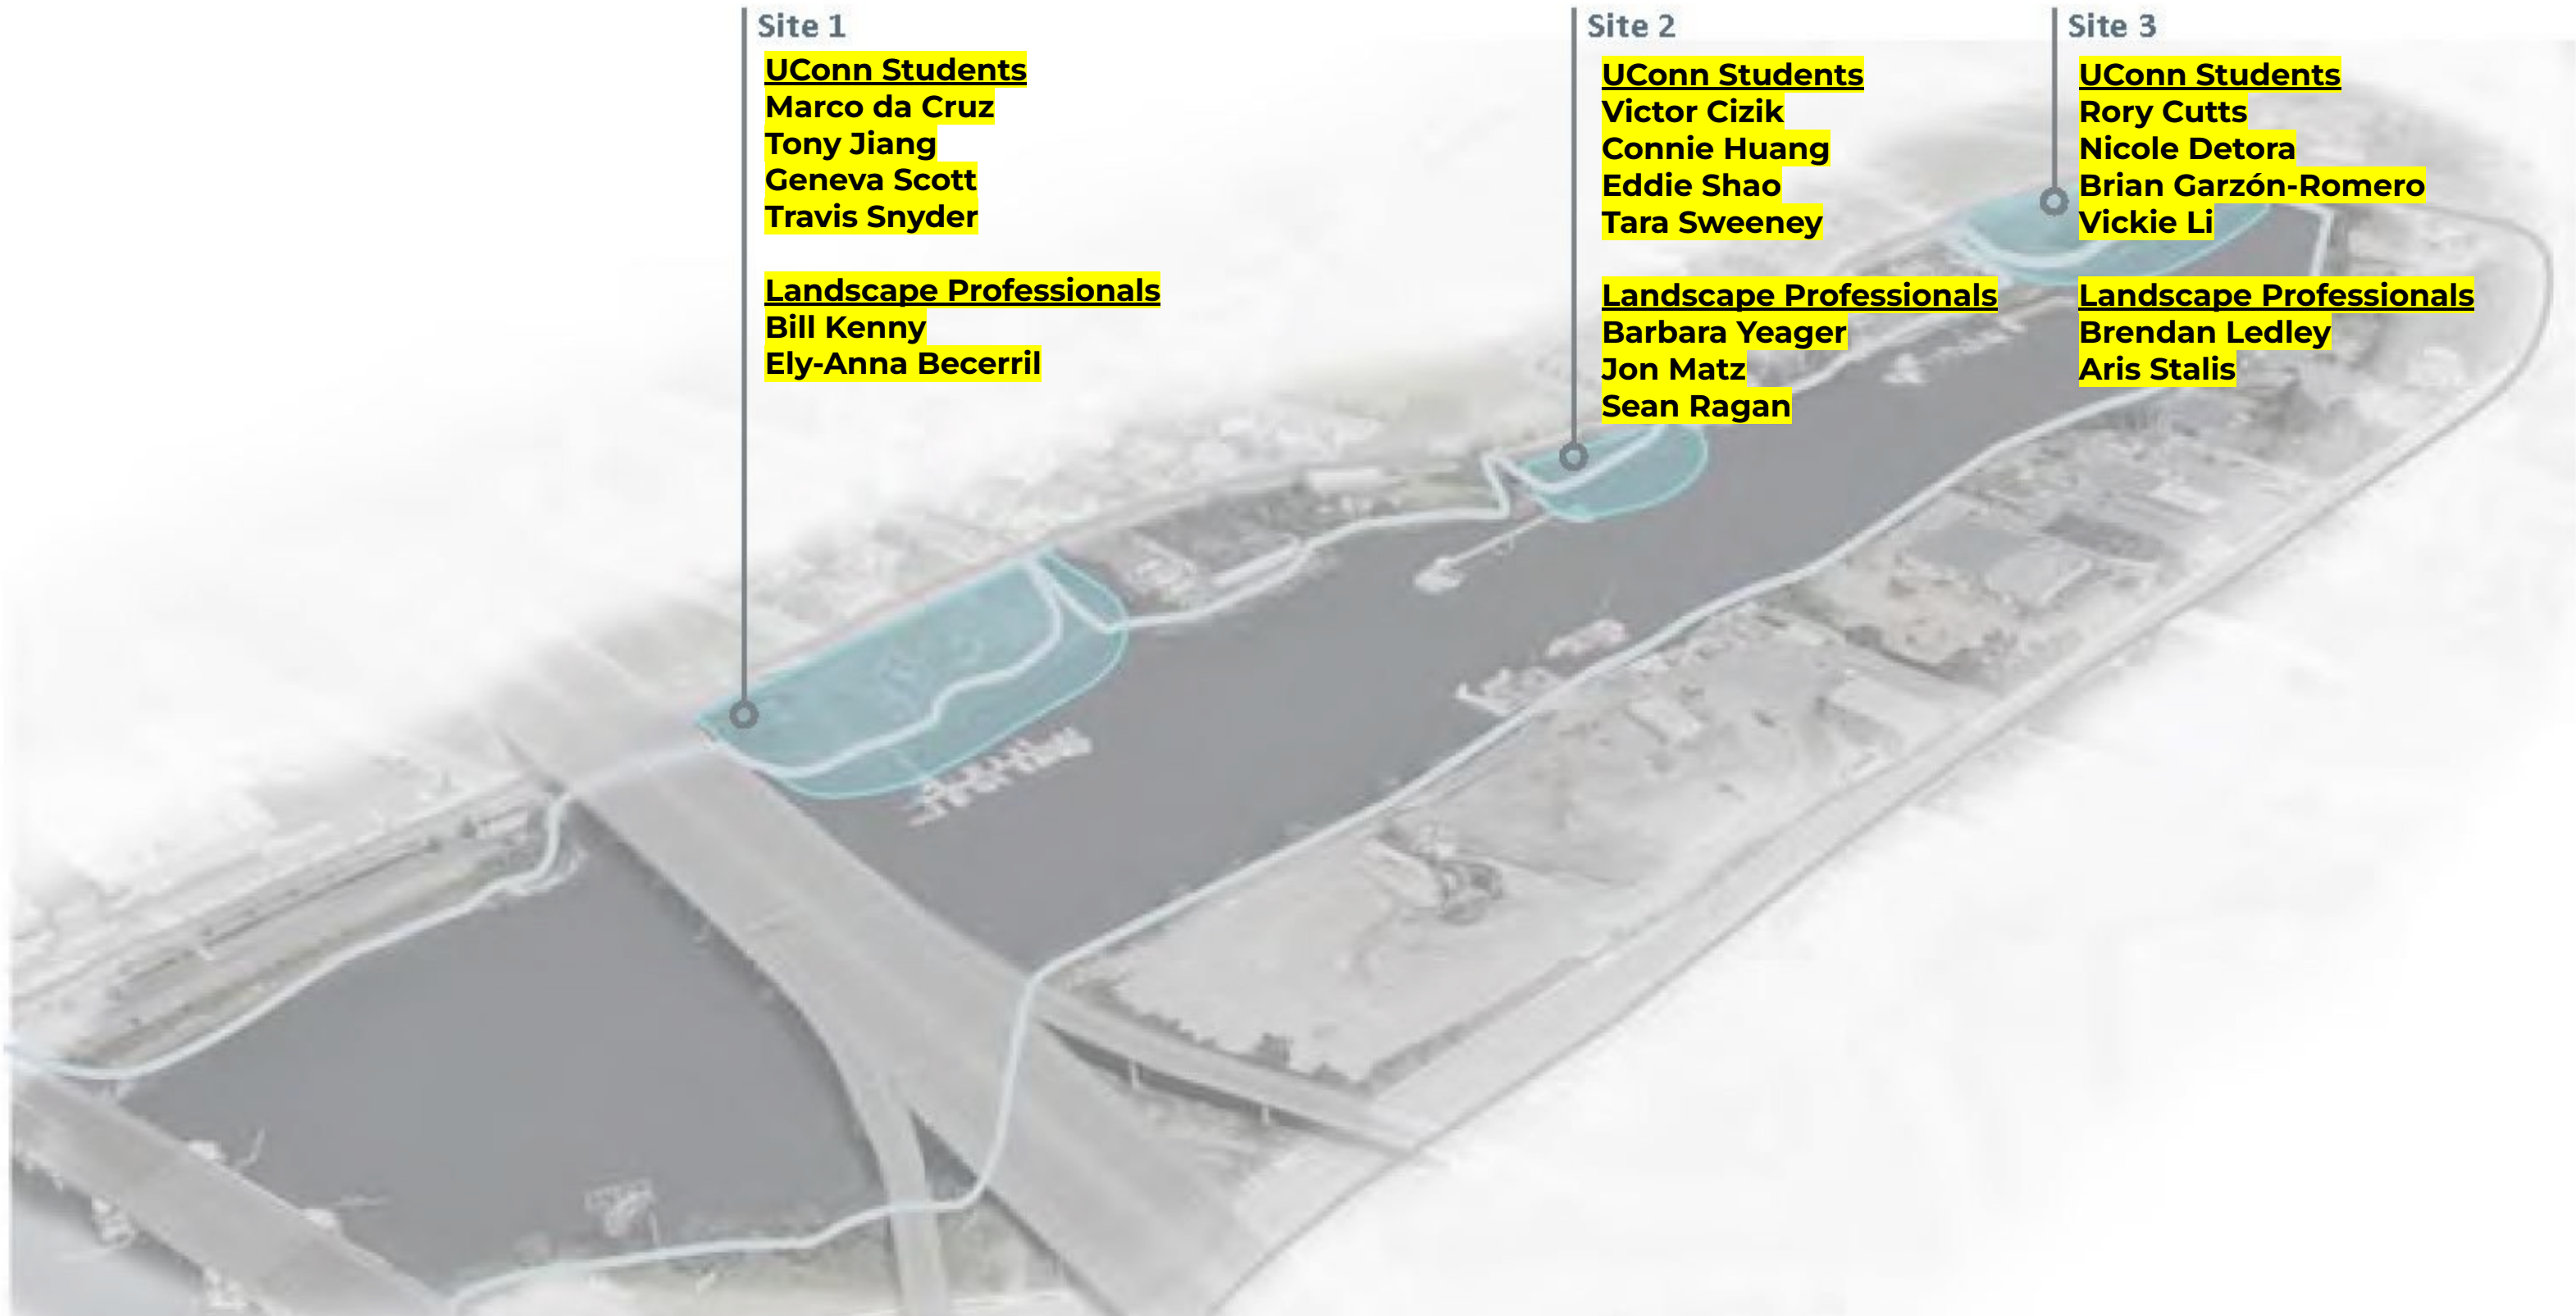 Site 1
UConn Students
Marco da Cruz
Tony Jiang
Geneva Scott
Travis Snyder
Landscape Professionals
Bill Kenny
Ely-Anna Becerril
Site 2
UConn Students
Victor Cizik
Connie Huang
Eddie Shao
Tara Sweeney
Landscape Professionals
Barbara Yeager
Jon Matz
Sean Ragan
Site 3
UConn Students
Rory Cutts
Nicole Detora
Brian Garzón-Romero
Vickie Li
Landscape Professionals
Brendan Ledley
Aris Stalis